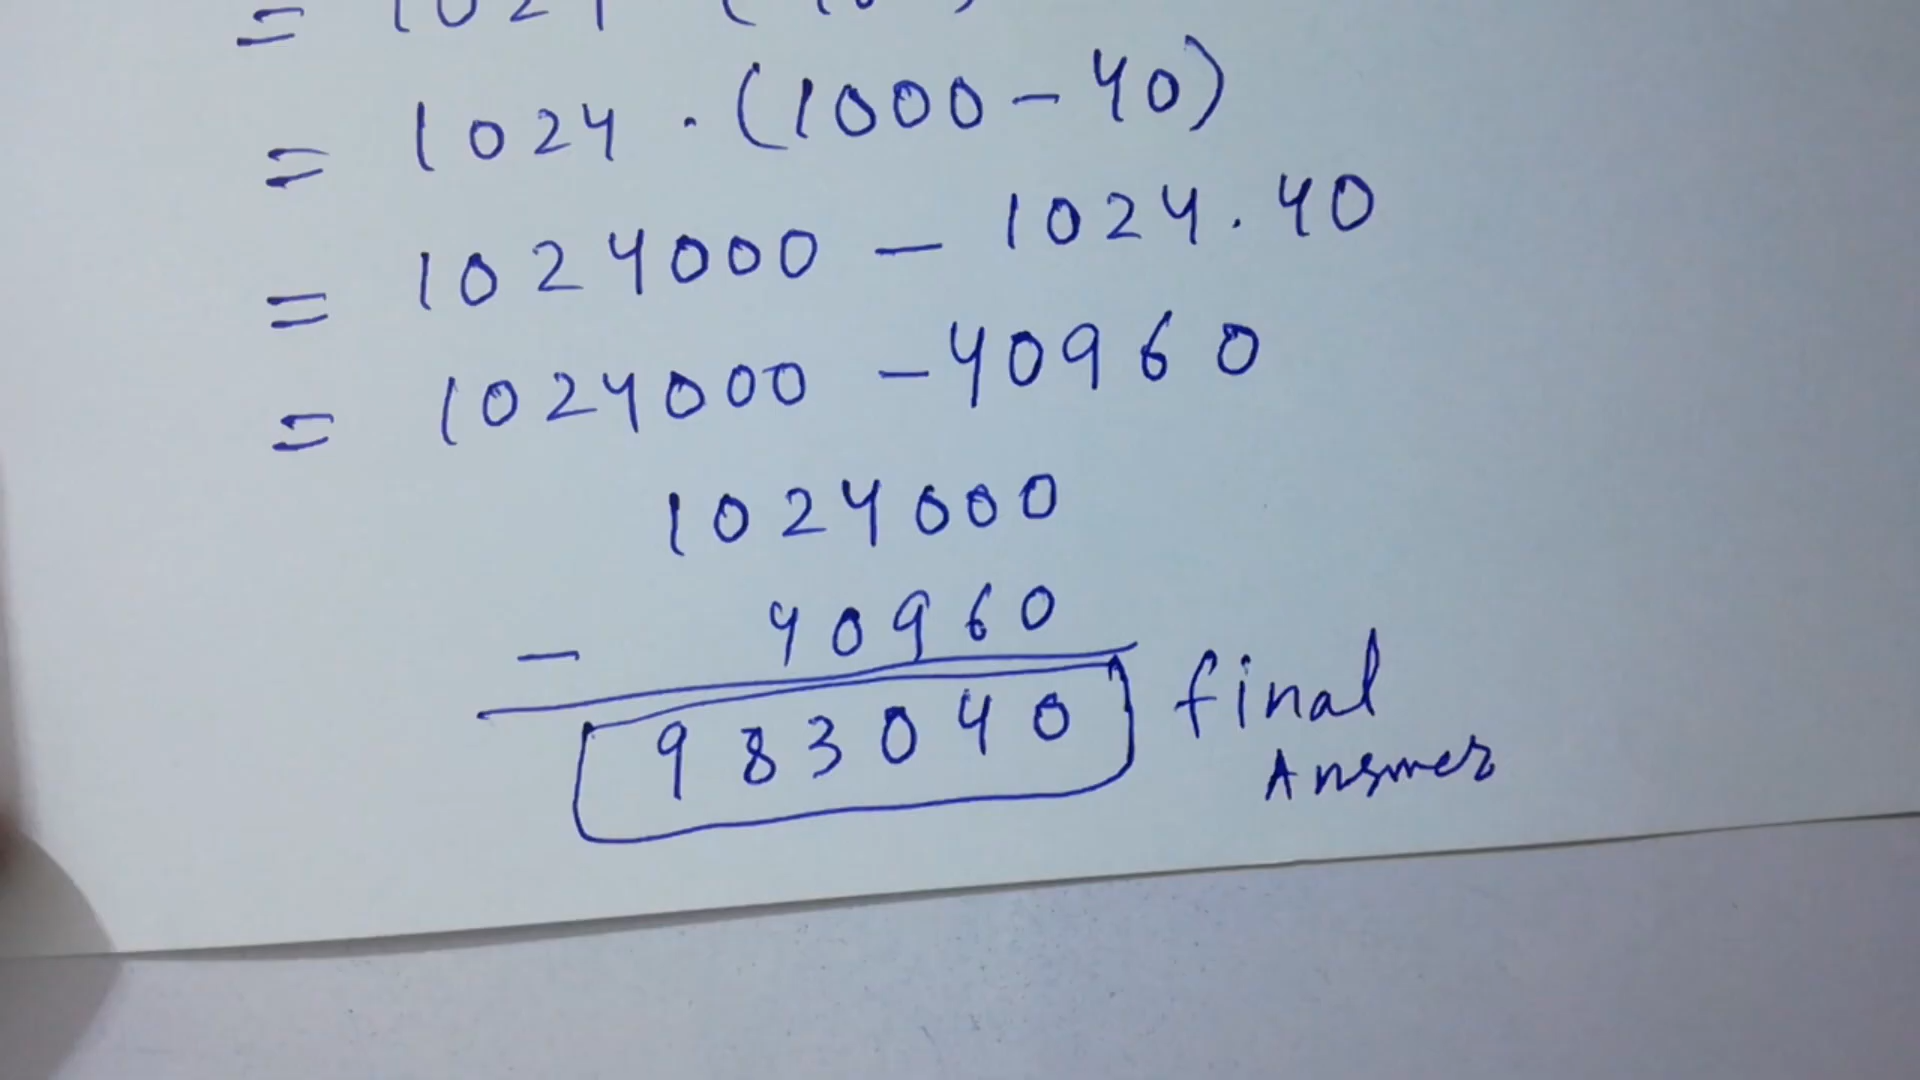 = 1024 · (1000 - 40)
= 1024000 - 1024.40
= 1024000 - 40960
1024000
- 40960
983040 final
Answer